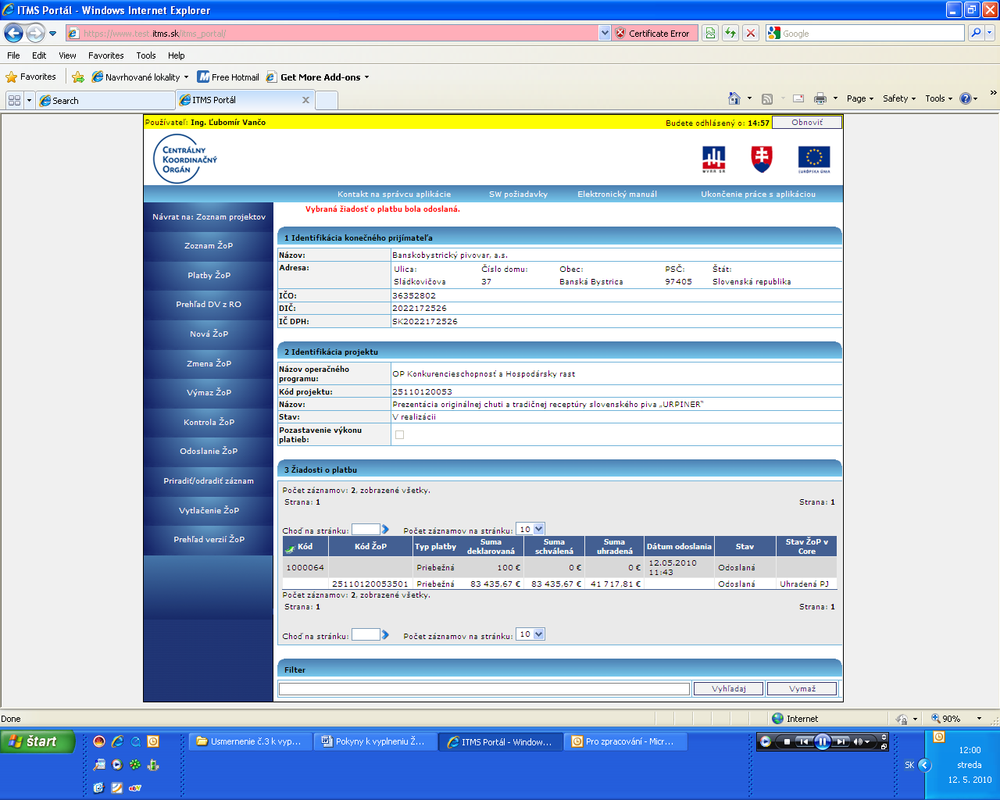 ITMS Portál - Windows Internet Explorer
https://www.test.itms.sk/itms_portal/
Certificate Error
Google
File Edit View Favorites Tools Help
Favorites
Navrhované lokality
Free Hotmail
Get More Add-ons
Search
ITMS Portál
Page Safety Tools
Používateľ: Ing. Ľubomír Vančo
Budete odhlásený o: 14:57
Obnoviť
CENTRÁLNY
KOORDINAČNÝ
ORGÁN
MVRR SR
EURÓPSKA ÚNIA
Kontakt na správcu aplikácie SW požiadavky Elektronický manuál Ukončenie práce s aplikáciou
Návrat na: Zoznam projektov
Zoznam ŽoP
Platby ŽoP
Prehľad DV z RO
Nová ŽoP
Zmena ŽoP
Výmaz ŽoP
Kontrola ŽoP
Odoslanie ŽoP
Priradiť/odradiť záznam
Vytlačenie ŽoP
Prehľad verzií ŽoP
Vybraná žiadosť o platbu bola odoslaná.
1 Identifikácia konečného prijímateľa
Názov: Banskobystrický pivovar, a.s.
Adresa: Ulica: Číslo domu: Obec: PSČ: Štát:
Sládkovičova 37 Banská Bystrica 97405 Slovenská republika
IČO: 36352802
DIČ: 2022172526
IČ DPH: SK2022172526
2 Identifikácia projektu
Názov operačného
programu: OP Konkurencieschopnosť a Hospodársky rast
Kód projektu: 25110120053
Názov: Prezentácia originálnej chuti a tradičnej receptúry slovenského piva „URPINER“
Stav: V realizácii
Pozastavenie výkonu
platieb:
3 Žiadosti o platbu
Počet záznamov: 2, zobrazené všetky.
Strana: 1 Strana: 1
Choď na stránku: Počet záznamov na stránku: 10
Kód Kód ŽoP Typ platby Suma deklarovaná Suma schválená Suma uhradená Dátum odoslania Stav Stav ŽoP v Core
1000064 Priebežná 100 € 0 € 0 € 12.05.2010 11:43 Odoslaná
25110120053501 Priebežná 83 435,67 € 83 435,67 € 41 717,81 € Odoslaná Uhradená PJ
Počet záznamov: 2, zobrazené všetky.
Strana: 1 Strana: 1
Choď na stránku: Počet záznamov na stránku: 10
Filter
Vyhľadaj Vymaž
Done
Internet
90%
štart
Usmernenie č.3 k vyp...
Pokyny k vyplneniu Ž...
ITMS Portál - Window...
Pro zpracování - Micr...
SK
12:00
streda
12. 5. 2010